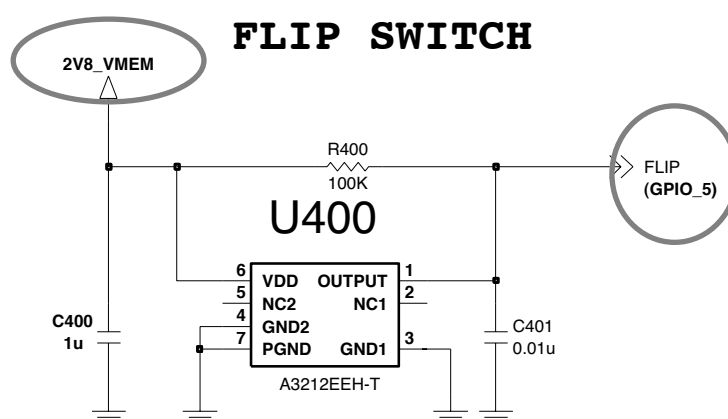 FLIP SWITCH
2V8_VMEM
R400
100K
FLIP
(GPIO_5)
U400
6 VDD OUTPUT 1
5 NC2 NC1 2
4 GND2
7 PGND GND1 3
C400
1u
C401
0.01u
A3212EEH-T